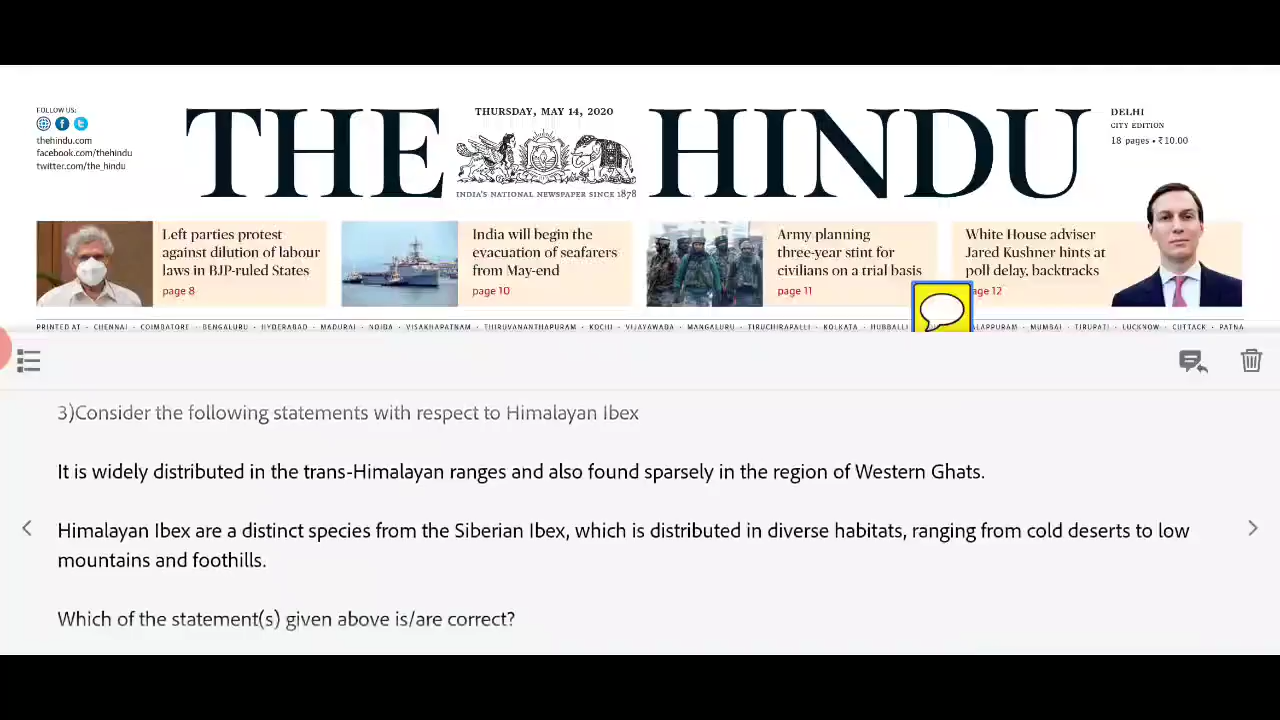 FOLLOW US:
thehindu.com
facebook.com/thehindu
twitter.com/the_hindu
THE HINDU
THURSDAY, MAY 14, 2020
INDIA'S NATIONAL NEWSPAPER SINCE 1878
DELHI
CITY EDITION
18 pages • ₹10.00
Left parties protest
against dilution of labour
laws in BJP-ruled States
page 8
India will begin the
evacuation of seafarers
from May-end
page 10
Army planning
three-year stint for
civilians on a trial basis
page 11
White House adviser
Jared Kushner hints at
poll delay, backtracks
page 12
PRINTED AT • CHENNAI • COIMBATORE • BENGALURU • HYDERABAD • MADURAI • NOIDA • VISAKHAPATNAM • THIRUVANANTHAPURAM • KOCHI • VIJAYAWADA • MANGALURU • TIRUCHIRAPALLI • KOLKATA • HUBBALLI • MUMBAI • TIRUPATI • LUCKNOW • CUTTACK • PATNA
3)Consider the following statements with respect to Himalayan Ibex
It is widely distributed in the trans-Himalayan ranges and also found sparsely in the region of Western Ghats.
Himalayan Ibex are a distinct species from the Siberian Ibex, which is distributed in diverse habitats, ranging from cold deserts to low
mountains and foothills.
Which of the statement(s) given above is/are correct?